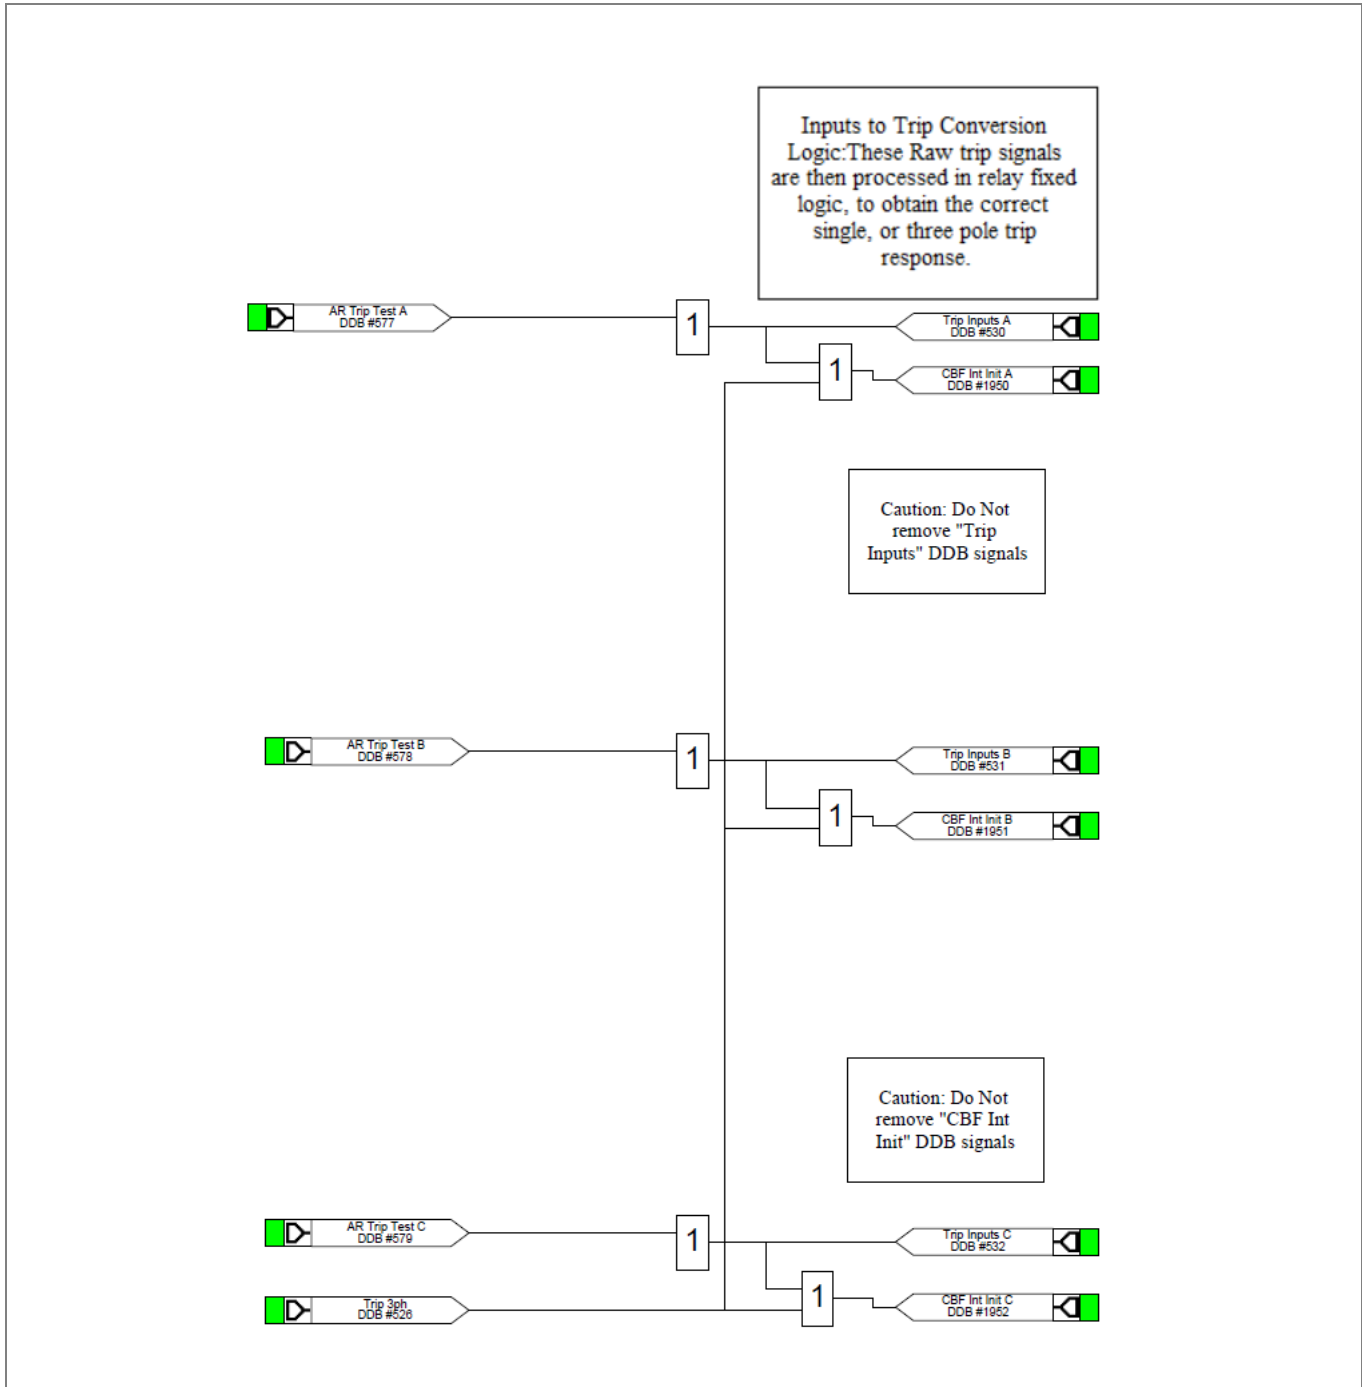 Inputs to Trip Conversion
Logic:These Raw trip signals
are then processed in relay fixed
logic, to obtain the correct
single, or three pole trip
response.
AR Trip Test A
DDB #577
1
Trip Inputs A
DDB #530
1
CBF Int Init A
DDB #1950
Caution: Do Not
remove "Trip
Inputs" DDB signals
AR Trip Test B
DDB #578
1
Trip Inputs B
DDB #531
1
CBF Int Init B
DDB #1951
Caution: Do Not
remove "CBF Int
Init" DDB signals
AR Trip Test C
DDB #579
1
Trip Inputs C
DDB #532
Trip 3ph
DDB #526
1
CBF Int Init C
DDB #1952